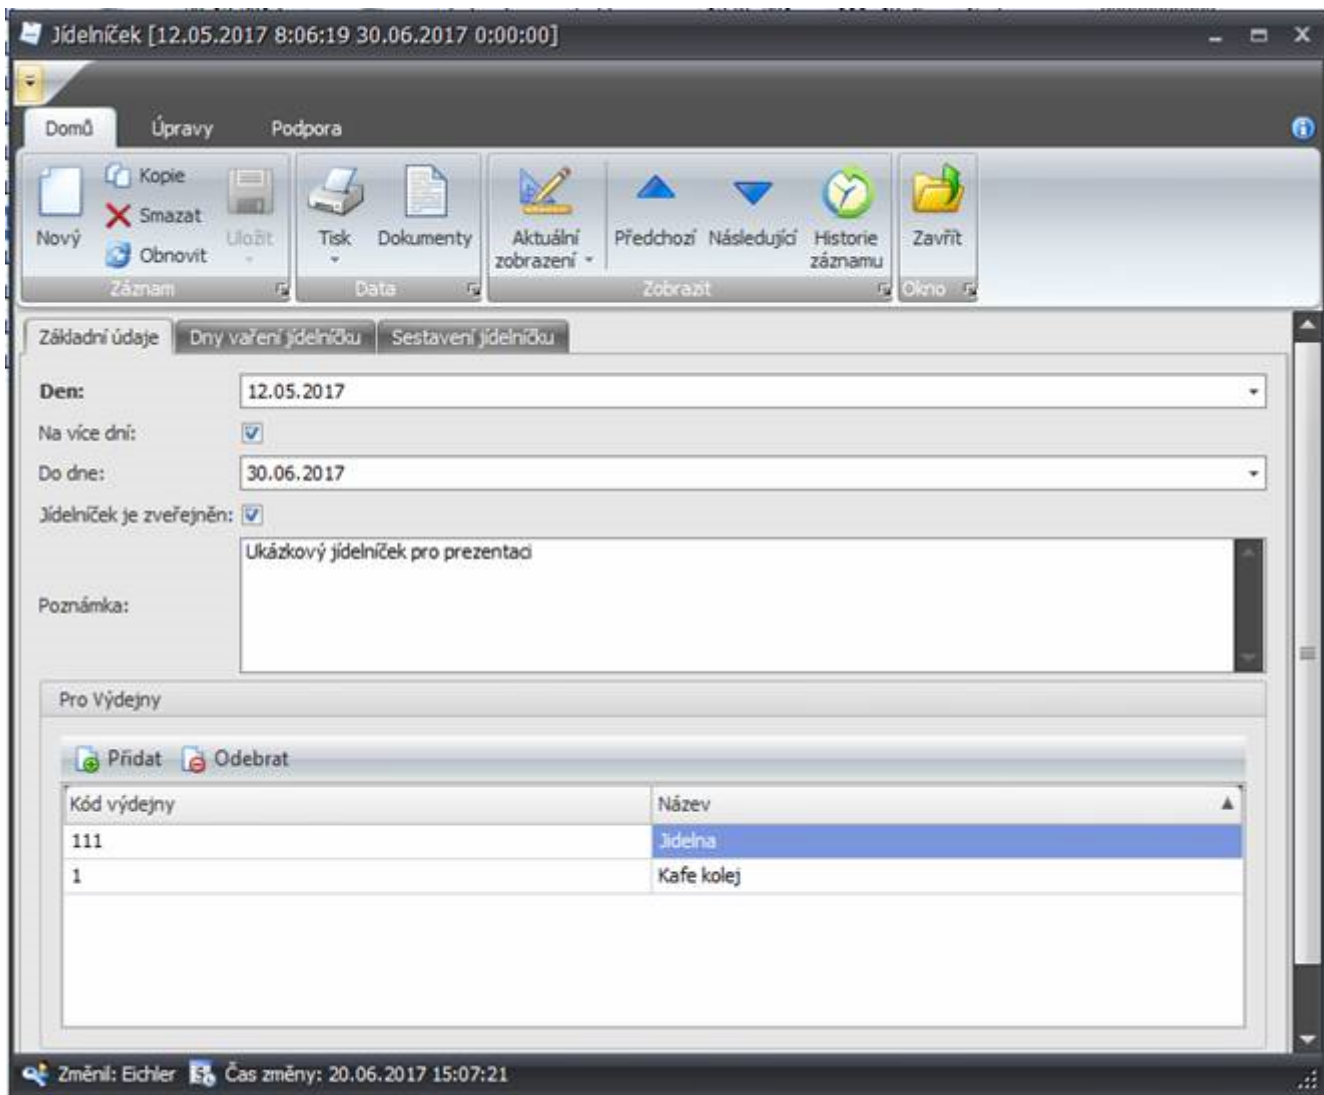 Jídelníček [12.05.2017 8:06:19 30.06.2017 0:00:00]
Domů Úpravy Podpora
Nový
Kopie
Smazat
Obnovit
Uložit
Tisk
Dokumenty
Aktuální
zobrazení
Předchozí
Následující
Historie
záznamu
Zavřít
Záznam Data Zobrazit Okno
Základní údaje Dny vaření jídelníčku Sestavení jídelníčku
Den: 12.05.2017
Na více dní:
Do dne: 30.06.2017
Jídelníček je zveřejněn:
Ukázkový jídelníček pro prezentaci
Poznámka:
Pro Výdejny
Přidat Odebrat
Kód výdejny Název
111 Jidelna
1 Kafe kolej
Změnil: Eichler Čas změny: 20.06.2017 15:07:21